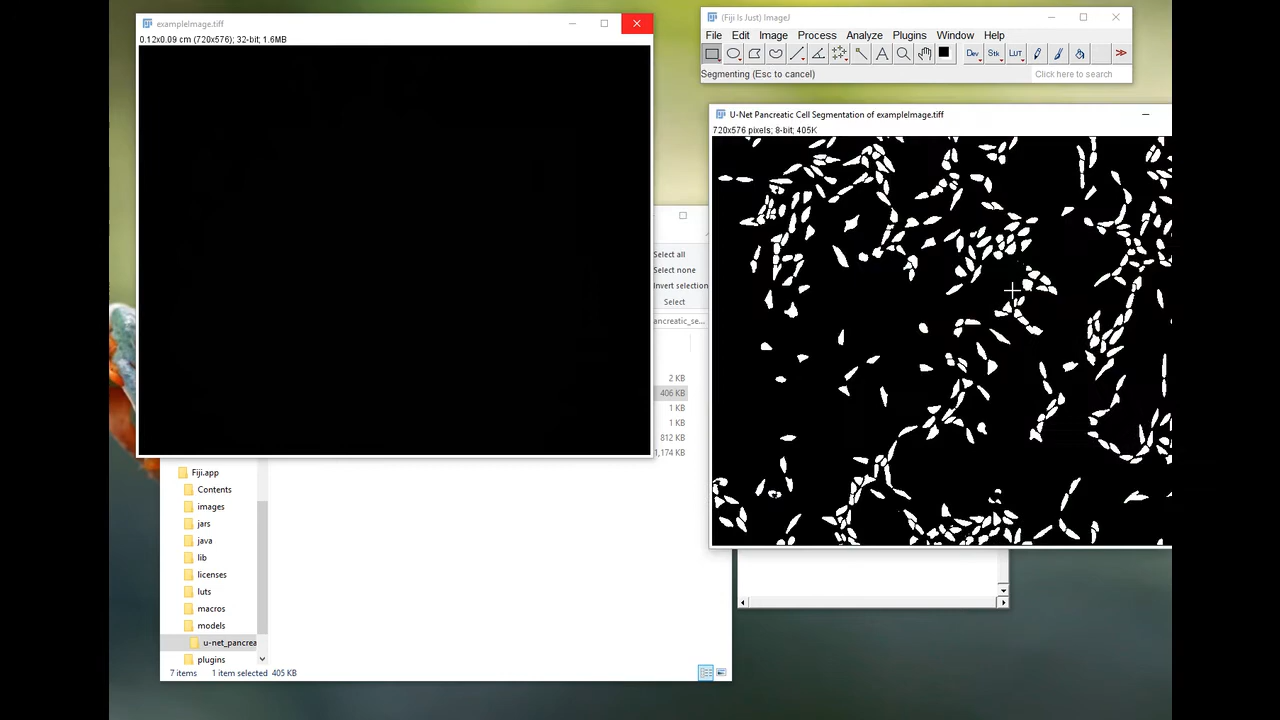 exampleImage.tiff
0.12x0.09 cm (720x576); 32-bit; 1.6MB
(Fiji Is Just) ImageJ
File Edit Image Process Analyze Plugins Window Help
Dev Stk LUT
Segmenting (Esc to cancel)
Click here to search
U-Net Pancreatic Cell Segmentation of exampleImage.tiff
720x576 pixels; 8-bit; 405K
Select all
Select none
Invert selection
Select
ancreatic_se...
2 KB
406 KB
1 KB
1 KB
812 KB
1,174 KB
Fiji.app
Contents
images
jars
java
lib
licenses
luts
macros
models
u-net_pancrea
plugins
7 items 1 item selected 405 KB